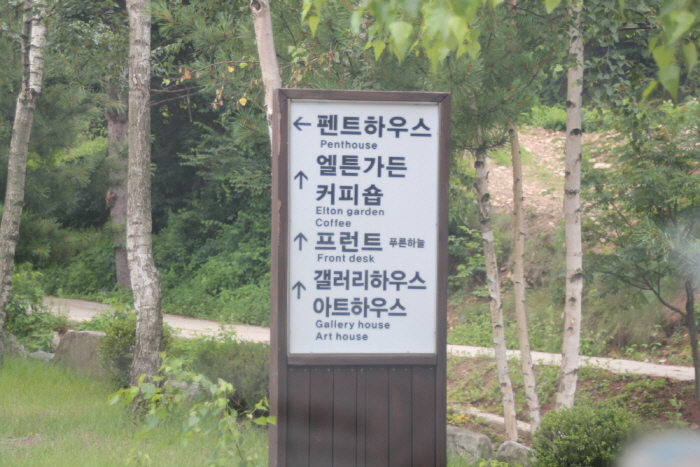 ← 펜트하우스
Penthouse
↑ 엘튼가든
커피숍
Elton garden
Coffee
↑ 프런트 푸른하늘
Front desk
↑ 갤러리하우스
아트하우스
Gallery house
Art house